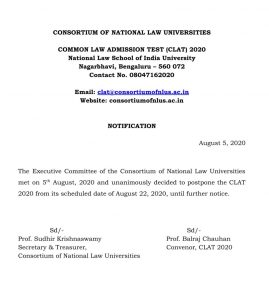 CONSORTIUM OF NATIONAL LAW UNIVERSITIES
COMMON LAW ADMISSION TEST (CLAT) 2020
National Law School of India University
Nagarbhavi, Bengaluru – 560 072
Contact No. 08047162020
Email: clat@consortiumofnlus.ac.in
Website: consortiumofnlus.ac.in
NOTIFICATION
August 5, 2020
The Executive Committee of the Consortium of National Law Universities
met on 5th August, 2020 and unanimously decided to postpone the CLAT
2020 from its scheduled date of August 22, 2020, until further notice.
Sd/-
Prof. Sudhir Krishnaswamy
Secretary & Treasurer,
Consortium of National Law Universities
Sd/-
Prof. Balraj Chauhan
Convenor, CLAT 2020